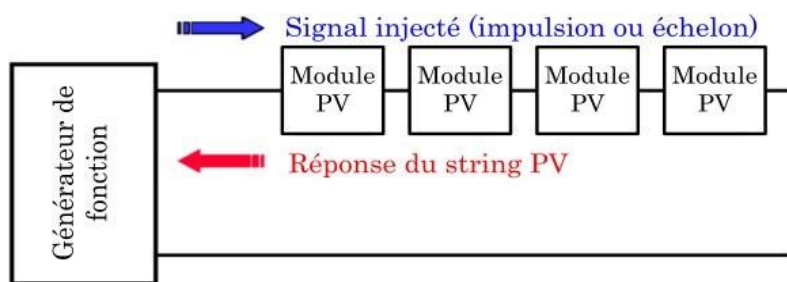 Signal injecté (impulsion ou échelon)
Module
PV
Module
PV
Module
PV
Module
PV
Réponse du string PV
Générateur de
fonction